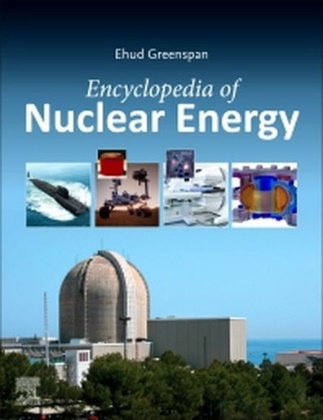 Ehud Greenspan
Encyclopedia of
Nuclear Energy